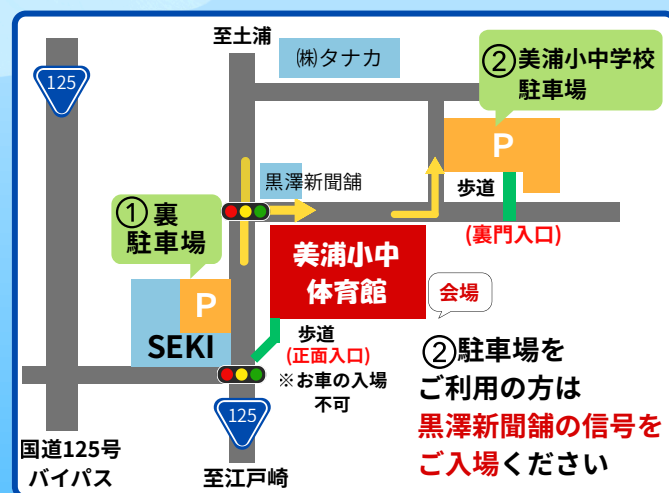 至土浦
125
㈱タナカ
②美浦小中学校
駐車場
P
黒澤新聞舗
歩道
(裏門入口)
①裏
駐車場
P
SEKI
美浦小中
体育館
会場
歩道
(正面入口)
※お車の入場
不可
125
国道125号
バイパス
至江戸崎
②駐車場を
ご利用の方は
黒澤新聞舗の信号を
ご入場ください